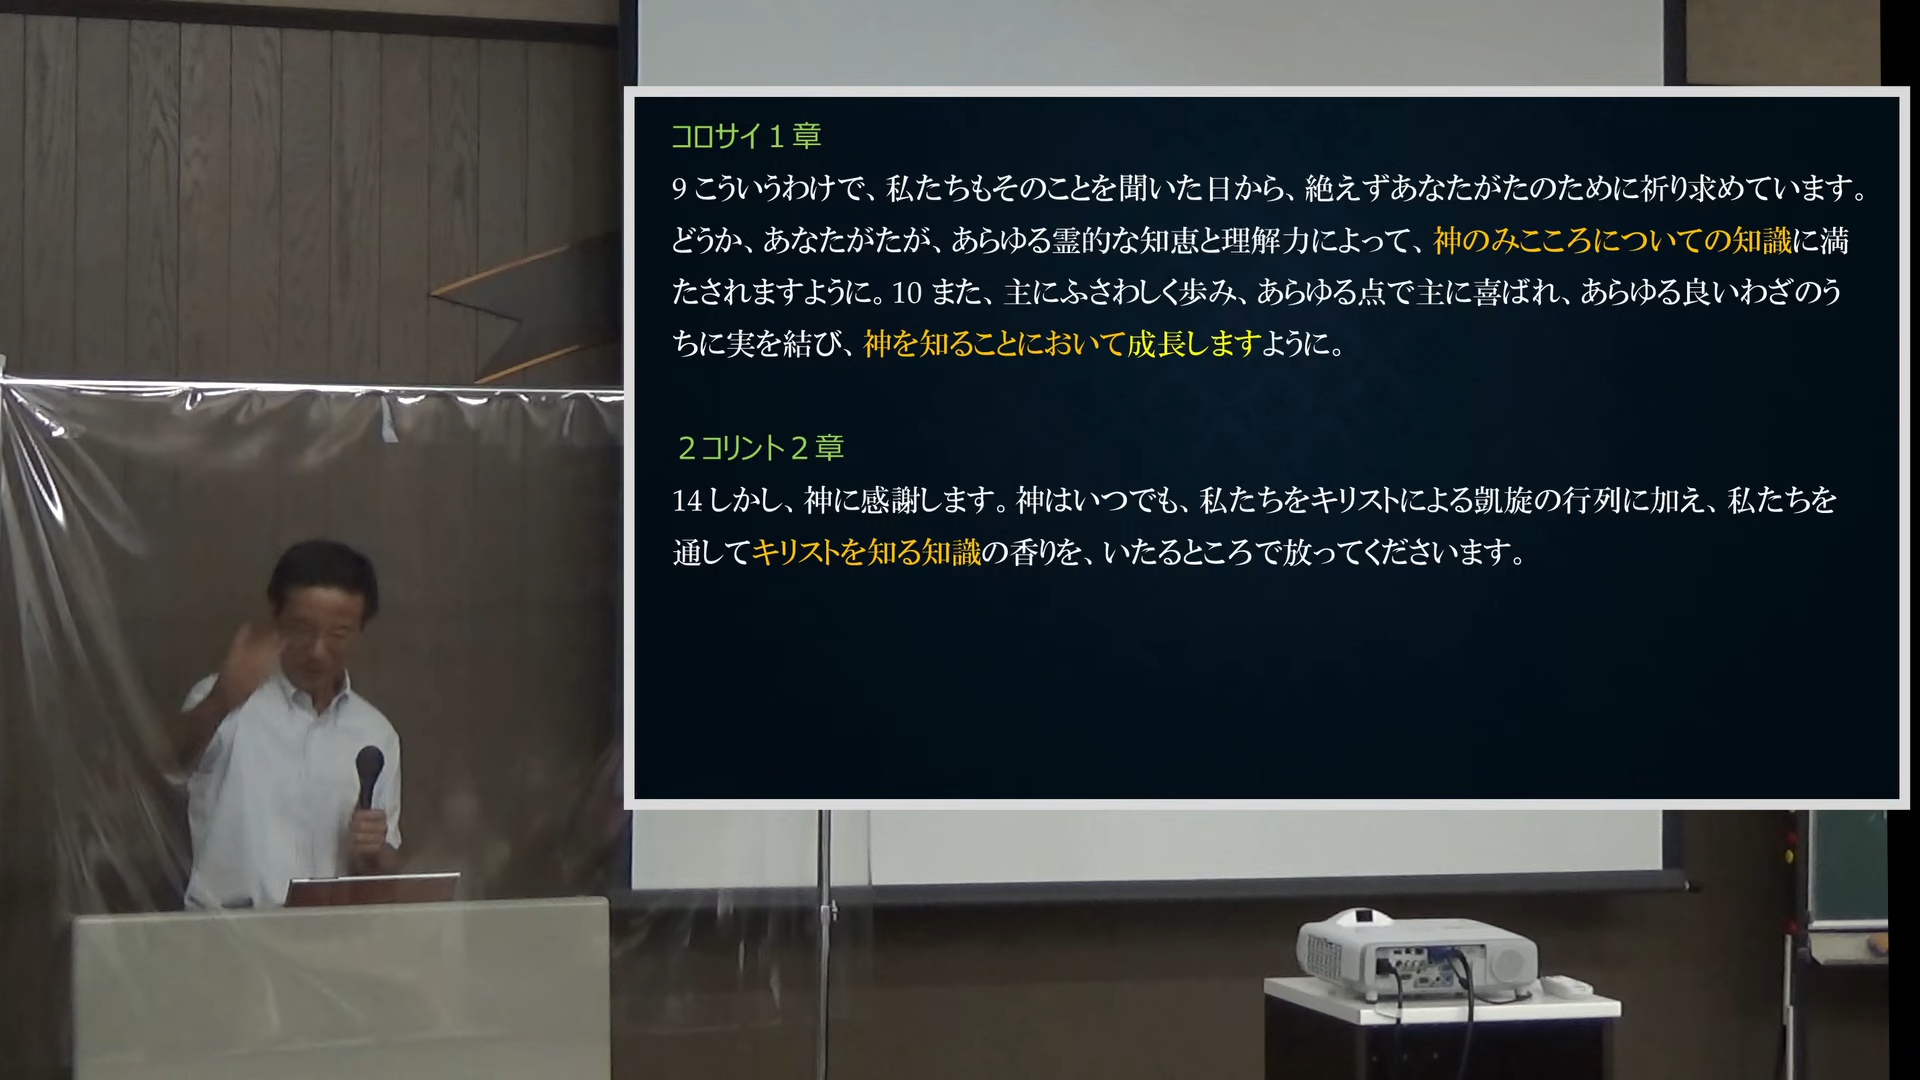 コロサイ１章
9 こういうわけで、私たちもそのことを聞いた日から、絶えずあなたがたのために祈り求めています。
どうか、あなたがたが、あらゆる霊的な知恵と理解力によって、神のみこころについての知識に満
たされますように。10 また、主にふさわしく歩み、あらゆる点で主に喜ばれ、あらゆる良いわざのう
ちに実を結び、神を知ることにおいて成長しますように。
２コリント２章
14 しかし、神に感謝します。神はいつでも、私たちをキリストによる凱旋の行列に加え、私たちを
通してキリストを知る知識の香りを、いたるところで放ってくださいます。